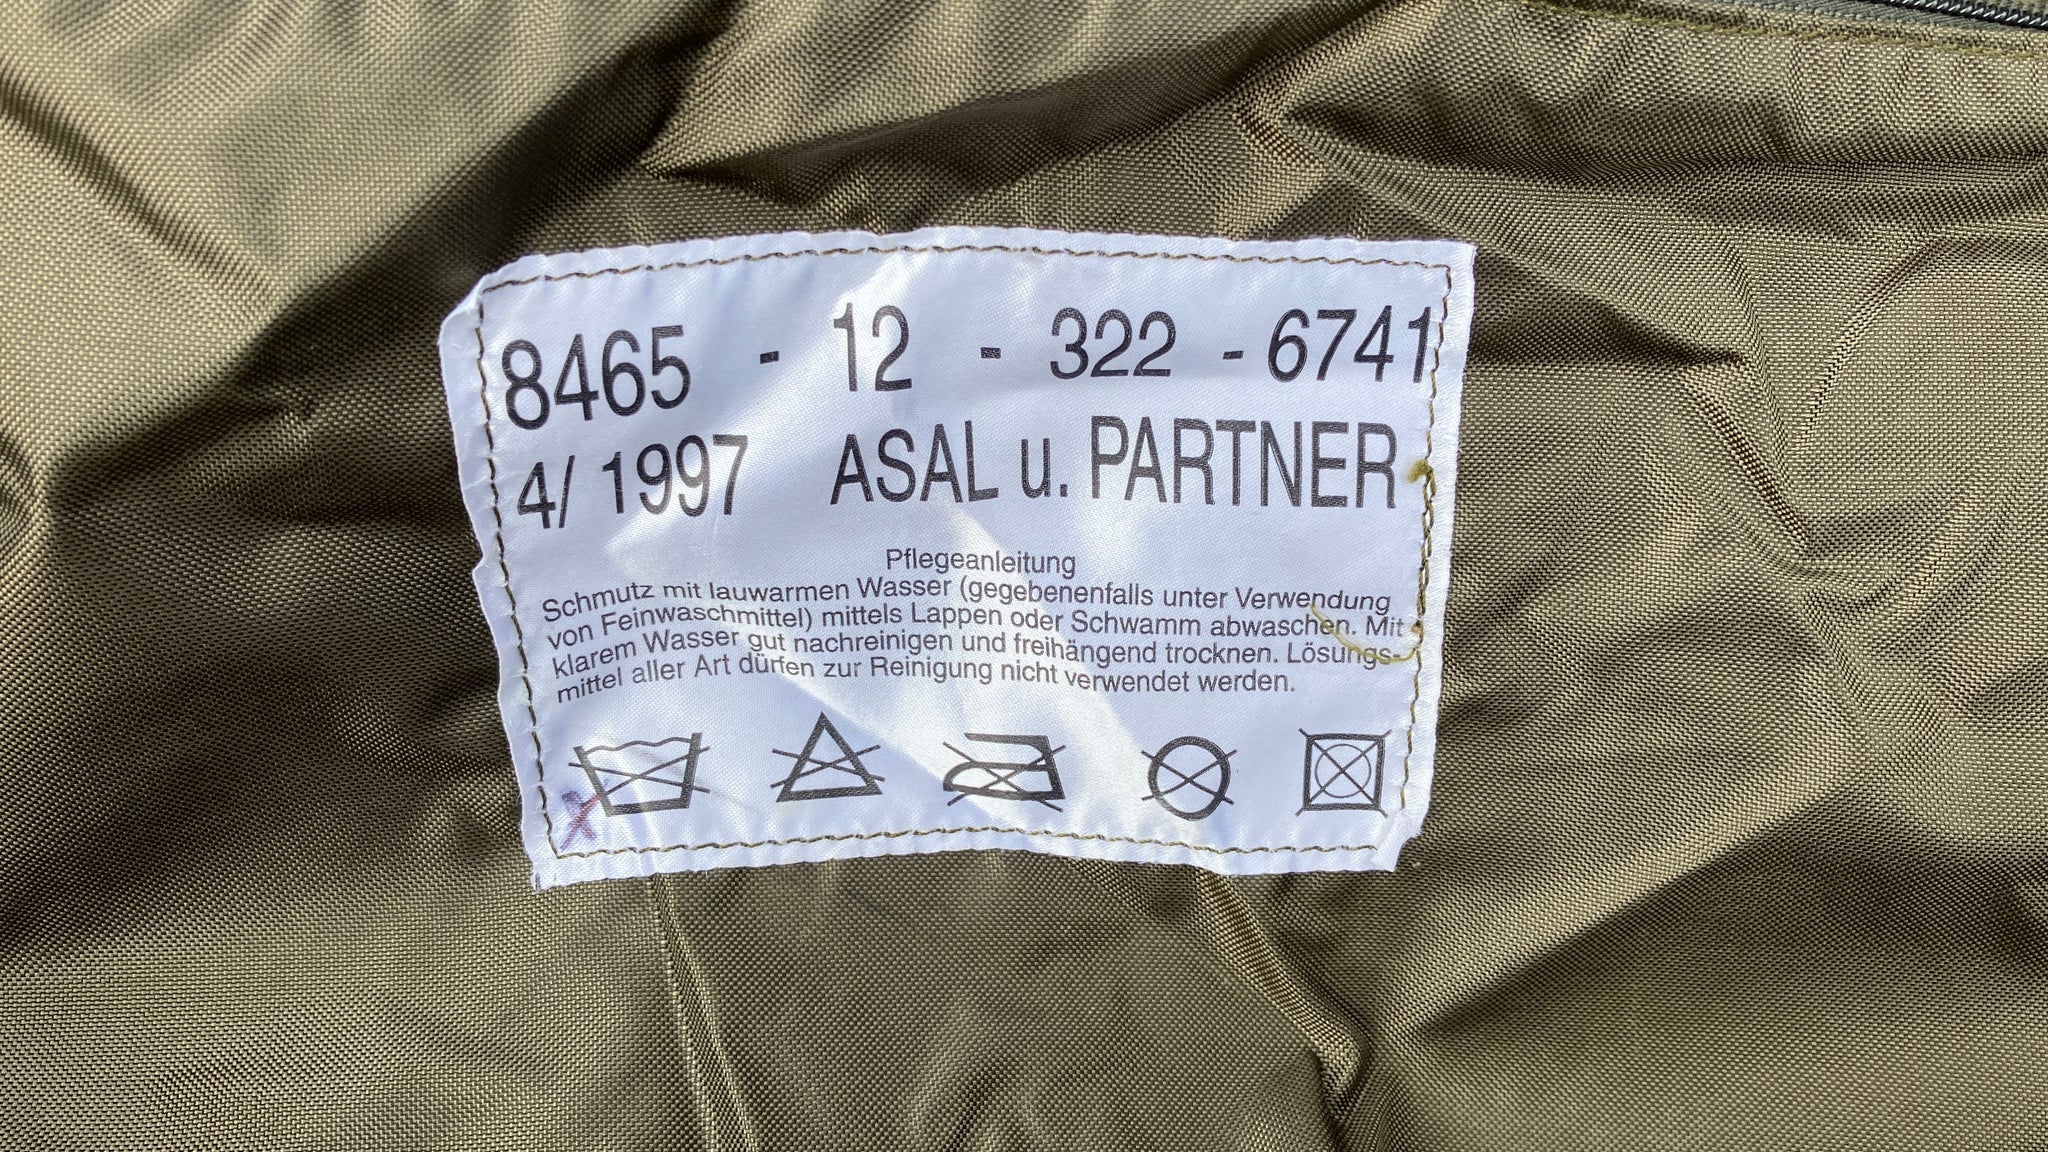 8465 - 12 - 322 - 6741
4/ 1997 ASAL u. PARTNER
Pflegeanleitung
Schmutz mit lauwarmen Wasser (gegebenenfalls unter Verwendung
von Feinwaschmittel) mittels Lappen oder Schwamm abwaschen. Mit
klarem Wasser gut nachreinigen und freihängend trocknen. Lösungs-
mittel aller Art dürfen zur Reinigung nicht verwendet werden.
X